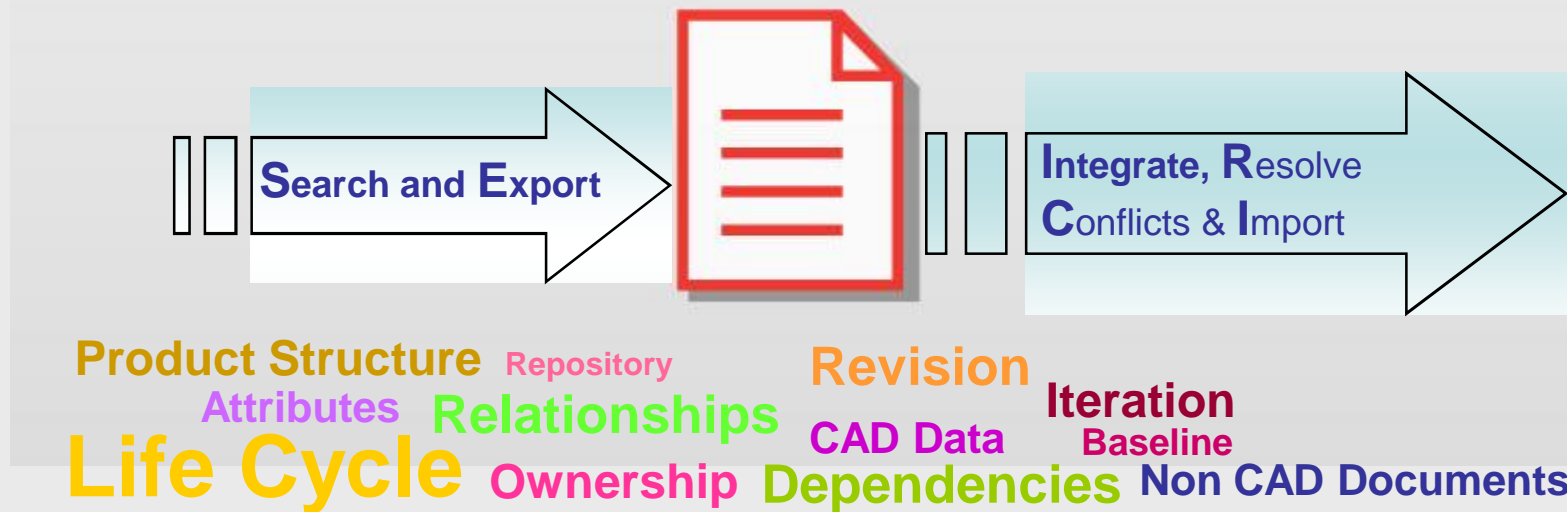 Search and Export
Integrate, Resolve
Conflicts & Import
Product Structure
Repository
Revision
Attributes
Relationships
Iteration
CAD Data
Baseline
Life Cycle
Ownership
Dependencies
Non CAD Documents